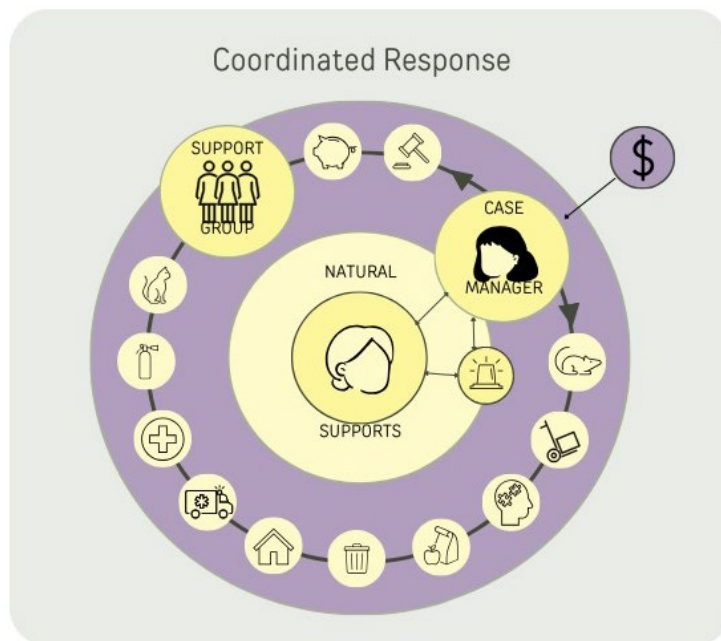 Coordinated Response
SUPPORT
GROUP
$
CASE
MANAGER
NATURAL
SUPPORTS